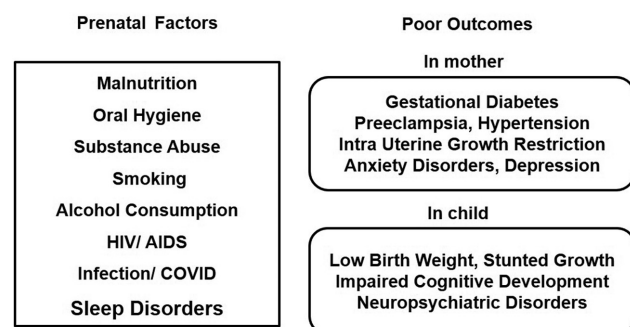 Prenatal Factors
Malnutrition
Oral Hygiene
Substance Abuse
Smoking
Alcohol Consumption
HIV/ AIDS
Infection/ COVID
Sleep Disorders
Poor Outcomes
In mother
Gestational Diabetes
Preeclampsia, Hypertension
Intra Uterine Growth Restriction
Anxiety Disorders, Depression
In child
Low Birth Weight, Stunted Growth
Impaired Cognitive Development
Neuropsychiatric Disorders